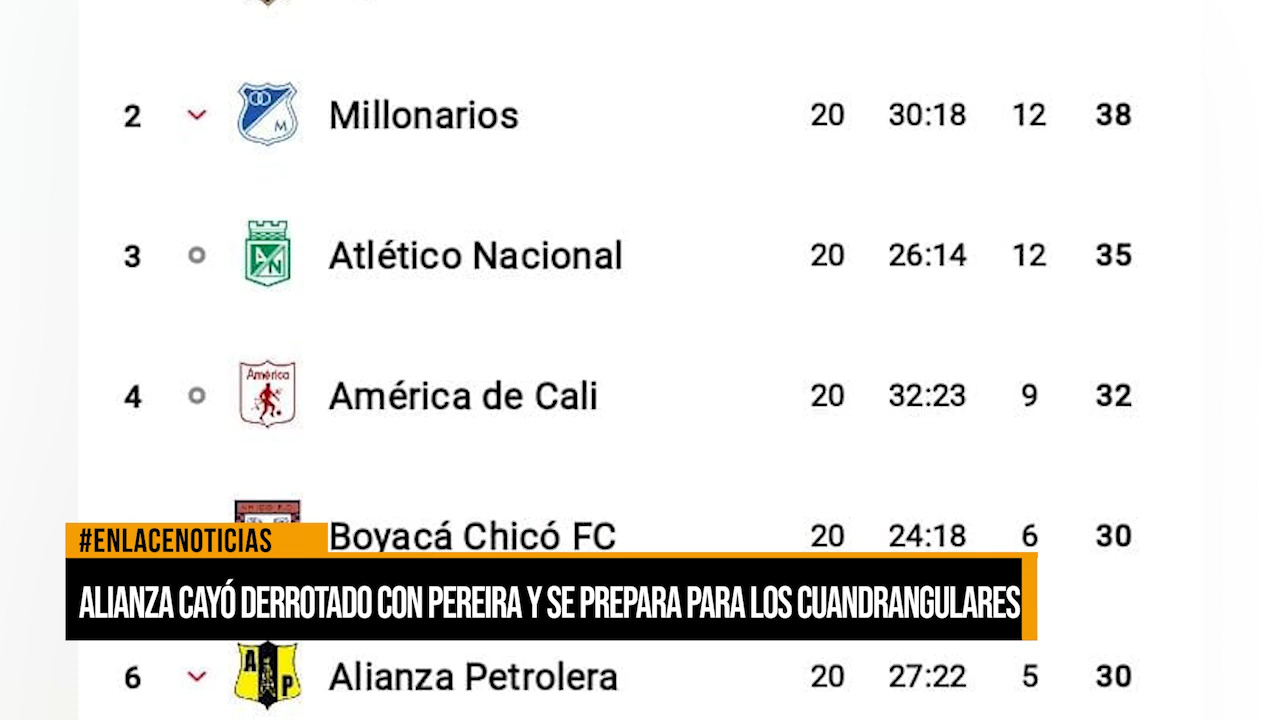 2 Millonarios 20 30:18 12 38
M
3 Atlético Nacional 20 26:14 12 35
AN
4 América de Cali 20 32:23 9 32
América
Boyacá Chicó FC 20 24:18 6 30
#ENLACENOTICIAS
ALIANZA CAYÓ DERROTADO CON PEREIRA Y SE PREPARA PARA LOS CUANDRANGULARES
6 Alianza Petrolera 20 27:22 5 30
A P